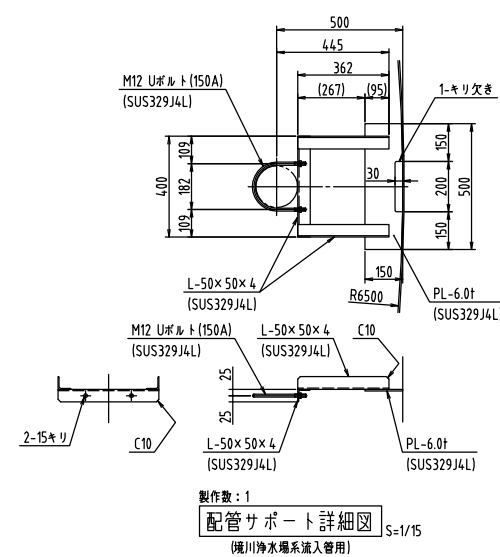 500
445
362
(267)
(95)
M12 Uボルト(150A)
(SUS329J4L)
1-キリ欠き
109
182
109
400
30
150
200
150
500
150
L-50×50×4
(SUS329J4L)
R6500
PL-6.0t
(SUS329J4L)
M12 Uボルト(150A)
(SUS329J4L)
L-50×50×4
(SUS329J4L)
C10
25
25
2-15キリ
C10
L-50×50×4
(SUS329J4L)
PL-6.0t
(SUS329J4L)
製作数：1
配管サポート詳細図
S=1/15
(境川浄水場系流入管用)